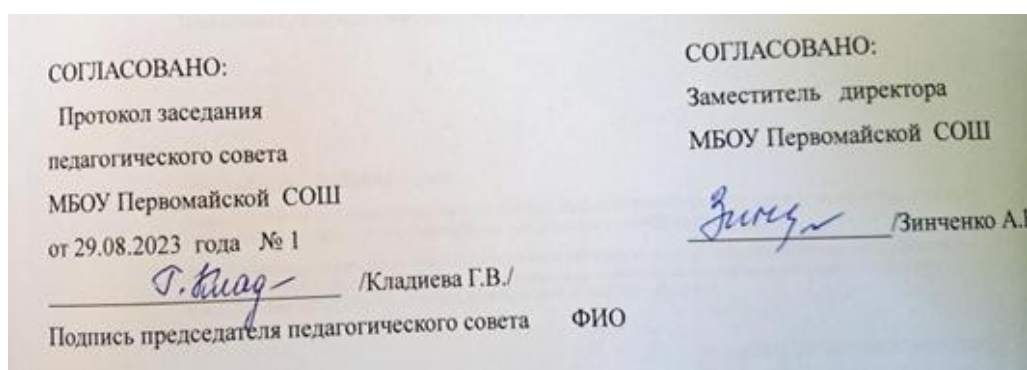 СОГЛАСОВАНО:
Протокол заседания
педагогического совета
МБОУ Первомайской СОШ
от 29.08.2023 года № 1
Г. Клад /Кладиева Г.В./
Подпись председателя педагогического совета ФИО
СОГЛАСОВАНО:
Заместитель директора
МБОУ Первомайской СОШ
/Зинченко А.